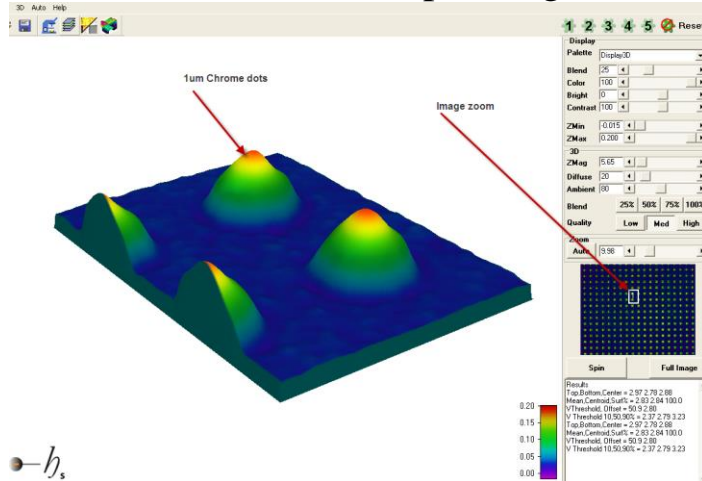 3D Auto Help
1 2 3 4 5 Reset
Display
Palette Display3D
Blend 25
Color 100
Bright 0
Contrast 100
ZMin -0.015
ZMax 0.200
3D
ZMag 5.65
Diffuse 20
Ambient 80
Blend 25% 50% 75% 100%
Quality Low Med High
Zoom
Auto 9.98
1um Chrome dots
Image zoom
Spin Full Image
Results
Top,Bottom,Center = 2.97 2.78 2.88
Mean,Centroid,Surf% = 2.83 2.84 100.0
VThreshold, Offset = 50.9 2.80
V Threshold 10,50,90% = 2.37 2.79 3.23
Top,Bottom,Center = 2.97 2.78 2.88
Mean,Centroid,Surf% = 2.83 2.84 100.0
VThreshold, Offset = 50.9 2.80
V Threshold 10,50,90% = 2.37 2.79 3.23
0.20
0.15
0.10
0.05
0.00
hs